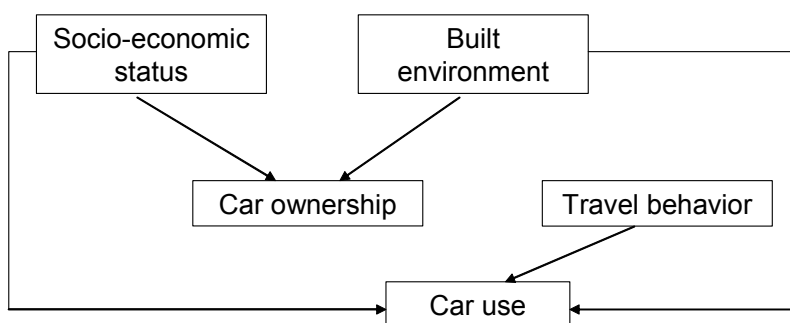 Socio-economic
status
Built
environment
Car ownership
Travel behavior
Car use